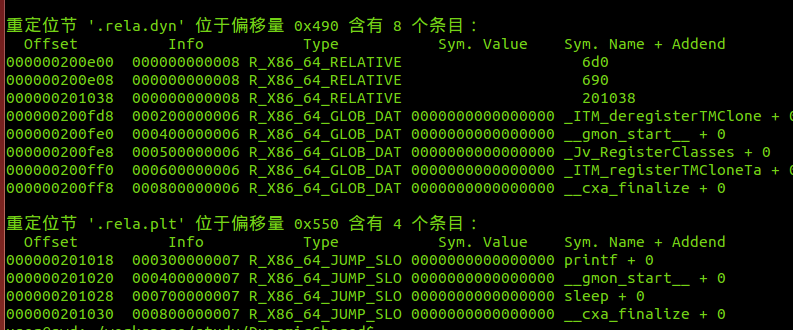 重定位节 '.rela.dyn' 位于偏移量 0x490 含有 8 个条目：
  Offset          Info           Type           Sym. Value    Sym. Name + Addend
000000200e00  000000000008 R_X86_64_RELATIVE                    6d0
000000200e08  000000000008 R_X86_64_RELATIVE                    690
000000201038  000000000008 R_X86_64_RELATIVE                    201038
000000200fd8  000200000006 R_X86_64_GLOB_DAT 0000000000000000 _ITM_deregisterTMClone + 0
000000200fe0  000400000006 R_X86_64_GLOB_DAT 0000000000000000 __gmon_start__ + 0
000000200fe8  000500000006 R_X86_64_GLOB_DAT 0000000000000000 _Jv_RegisterClasses + 0
000000200ff0  000600000006 R_X86_64_GLOB_DAT 0000000000000000 _ITM_registerTMCloneTa + 0
000000200ff8  000800000006 R_X86_64_GLOB_DAT 0000000000000000 __cxa_finalize + 0
重定位节 '.rela.plt' 位于偏移量 0x550 含有 4 个条目：
  Offset          Info           Type           Sym. Value    Sym. Name + Addend
000000201018  000300000007 R_X86_64_JUMP_SLO 0000000000000000 printf + 0
000000201020  000400000007 R_X86_64_JUMP_SLO 0000000000000000 __gmon_start__ + 0
000000201028  000700000007 R_X86_64_JUMP_SLO 0000000000000000 sleep + 0
000000201030  000800000007 R_X86_64_JUMP_SLO 0000000000000000 __cxa_finalize + 0